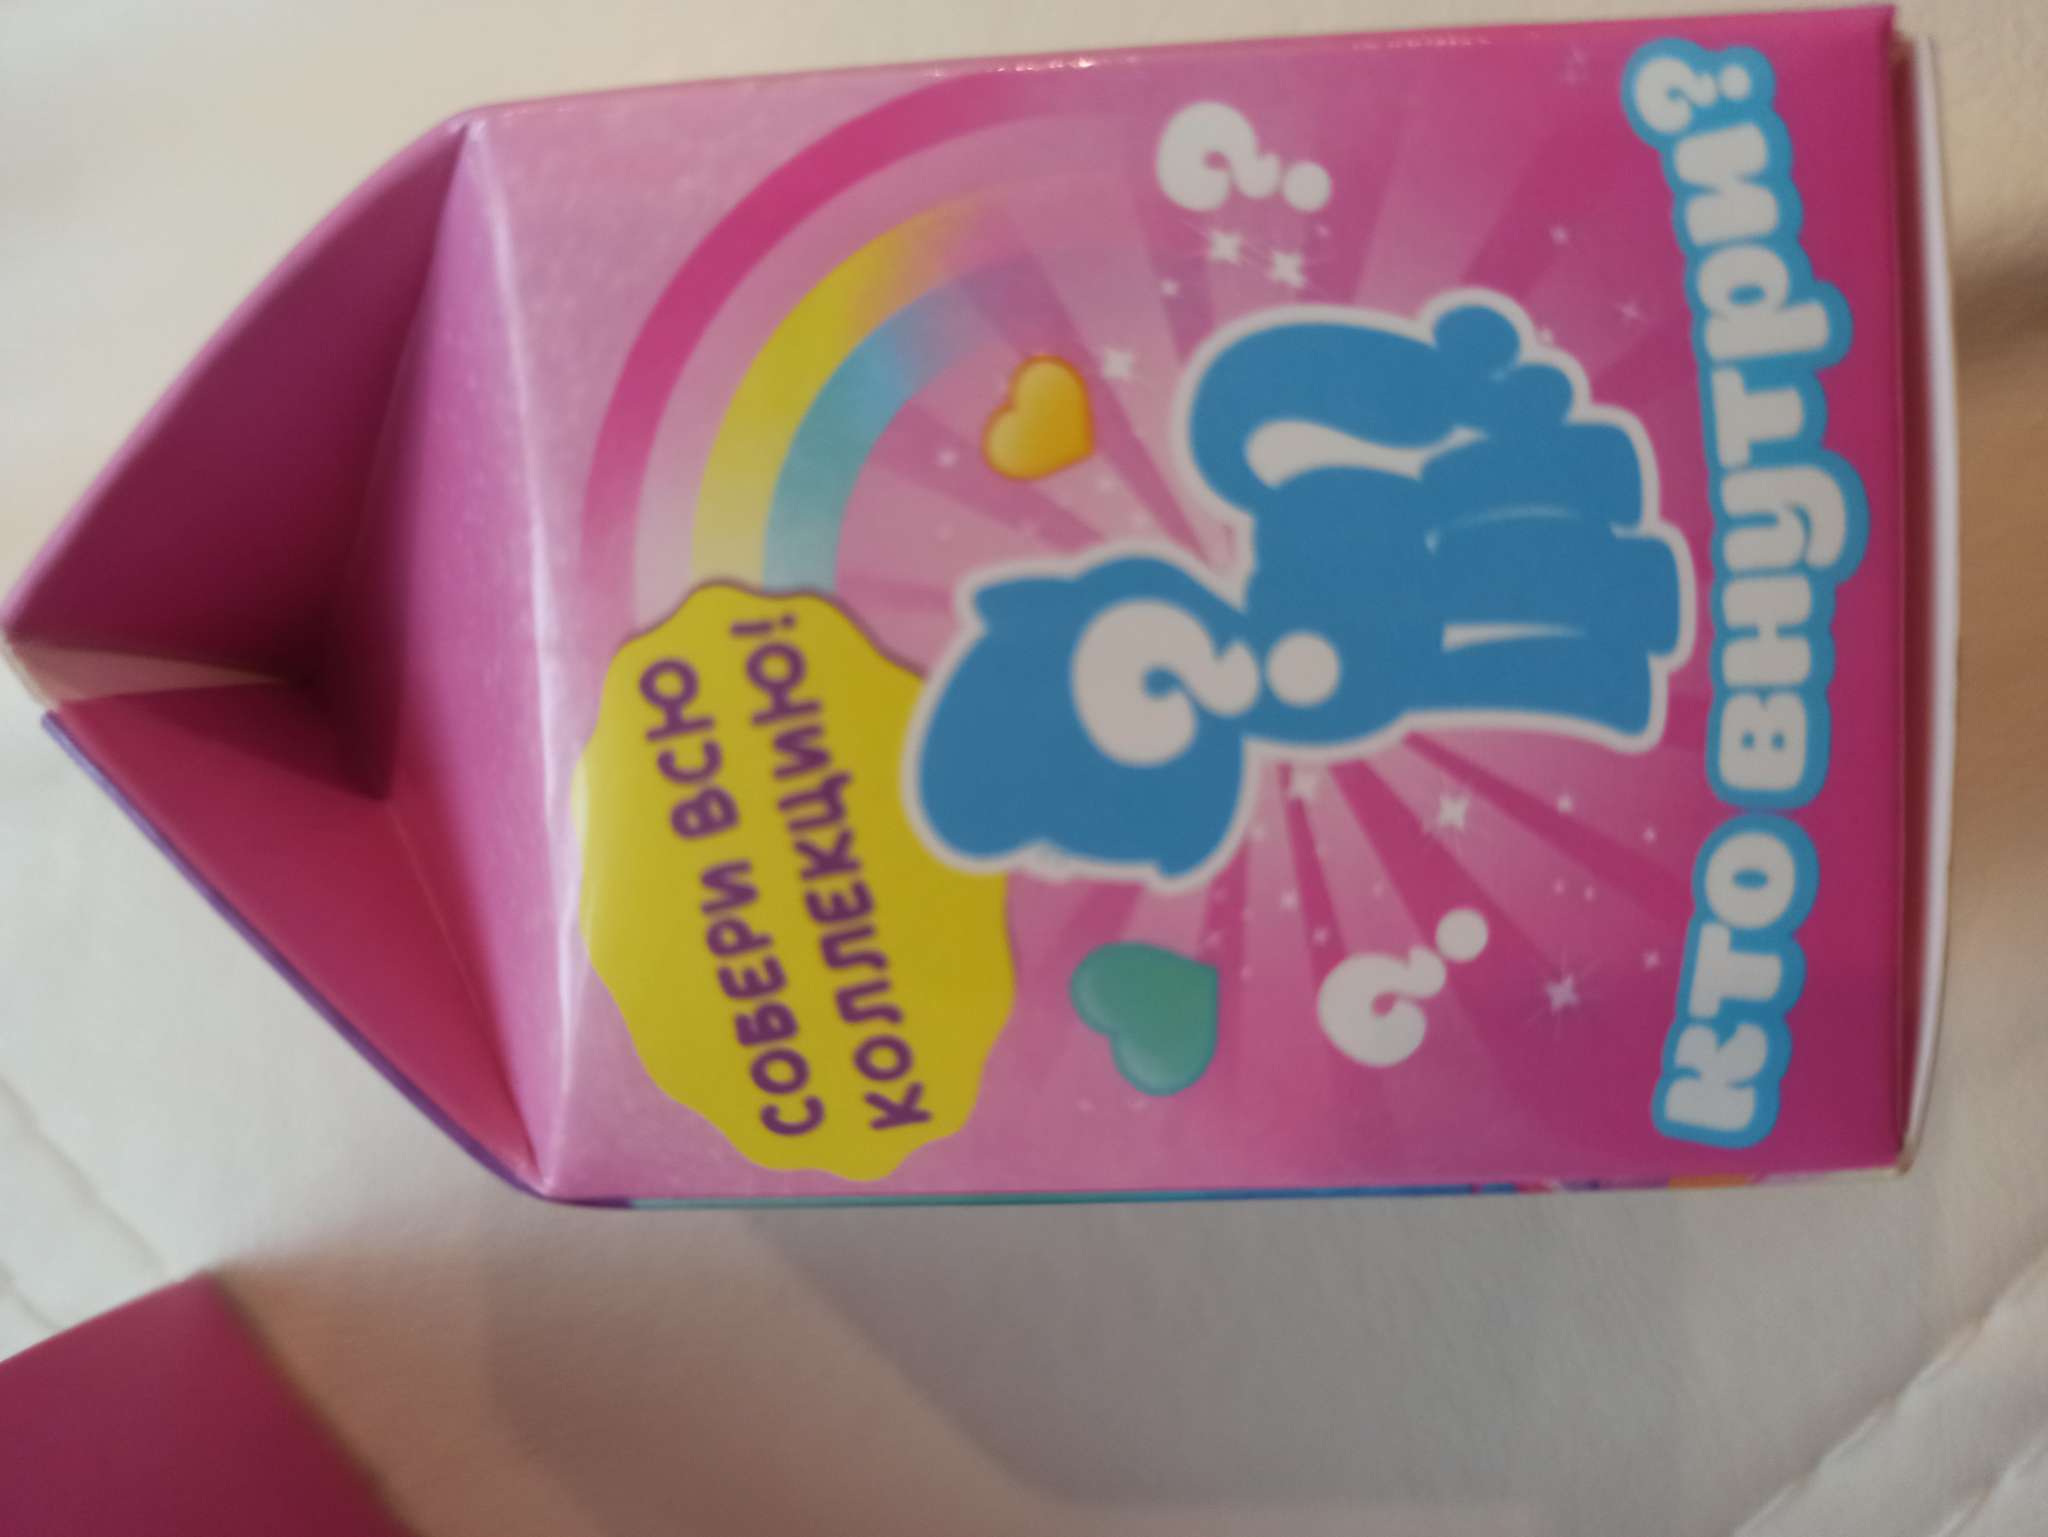 СОБЕРИ ВСЮ
КОЛЛЕКЦИЮ!
?
?
?
КТО ВНУТРИ?